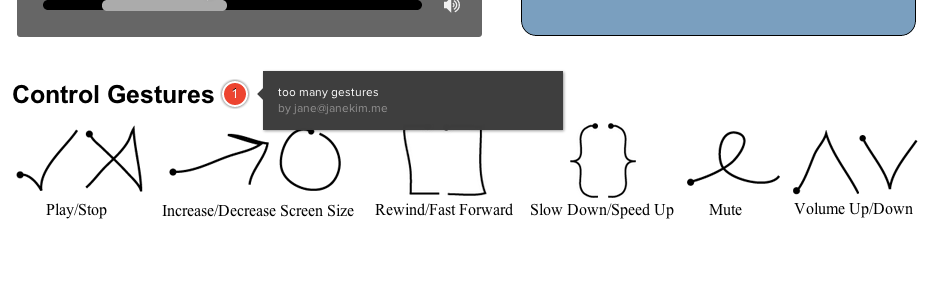 Control Gestures
1
too many gestures
by jane@janekim.me
Play/Stop
Increase/Decrease Screen Size
Rewind/Fast Forward
Slow Down/Speed Up
Mute
Volume Up/Down